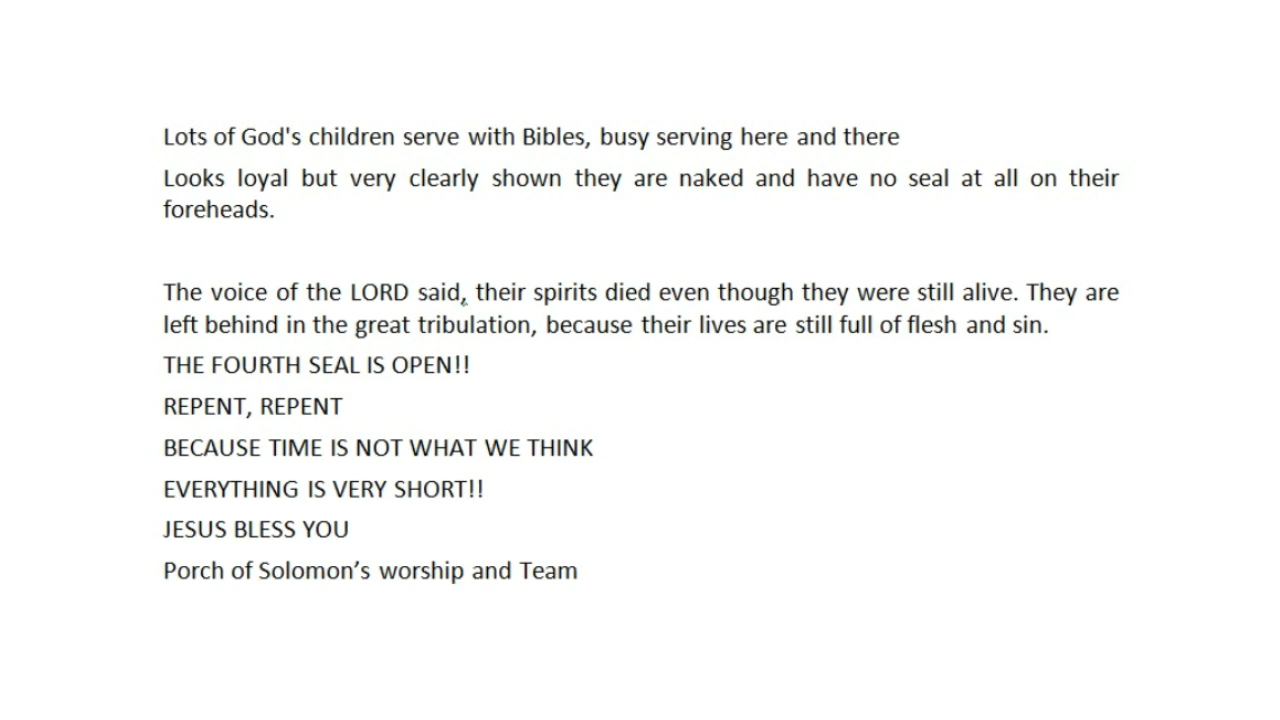 Lots of God's children serve with Bibles, busy serving here and there
Looks loyal but very clearly shown they are naked and have no seal at all on their
foreheads.
The voice of the LORD said, their spirits died even though they were still alive. They are
left behind in the great tribulation, because their lives are still full of flesh and sin.
THE FOURTH SEAL IS OPEN!!
REPENT, REPENT
BECAUSE TIME IS NOT WHAT WE THINK
EVERYTHING IS VERY SHORT!!
JESUS BLESS YOU
Porch of Solomon’s worship and Team